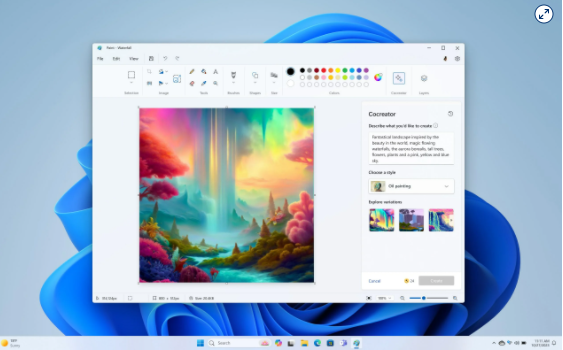 Paint - Waterfall
File Edit View
Selection
Image
Tools
Brushes
Shapes
Size
Colors
Cocreator
Layers
Cocreator
Describe what you'd like to create
Fantastical landscape inspired by the
beauty in the world, magic flowing
waterfalls, the aurora borealis, tall trees,
flowers, plants and a pink, yellow and blue
sky.
Choose a style
Oil painting
Explore variations
Cancel
Create
Search